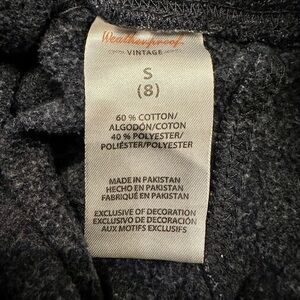 Weatherproof
VINTAGE
S
(8)
60 % COTTON/
ALGODÓN/COTON
40 % POLYESTER/
POLIÉSTER/POLYESTER
MADE IN PAKISTAN
HECHO EN PAKISTAN
FABRIQUÉ EN PAKISTAN
EXCLUSIVE OF DECORATION
EXCLUSIVO DE DECORACIÓN
AUX MOTIFS EXCLUSIFS